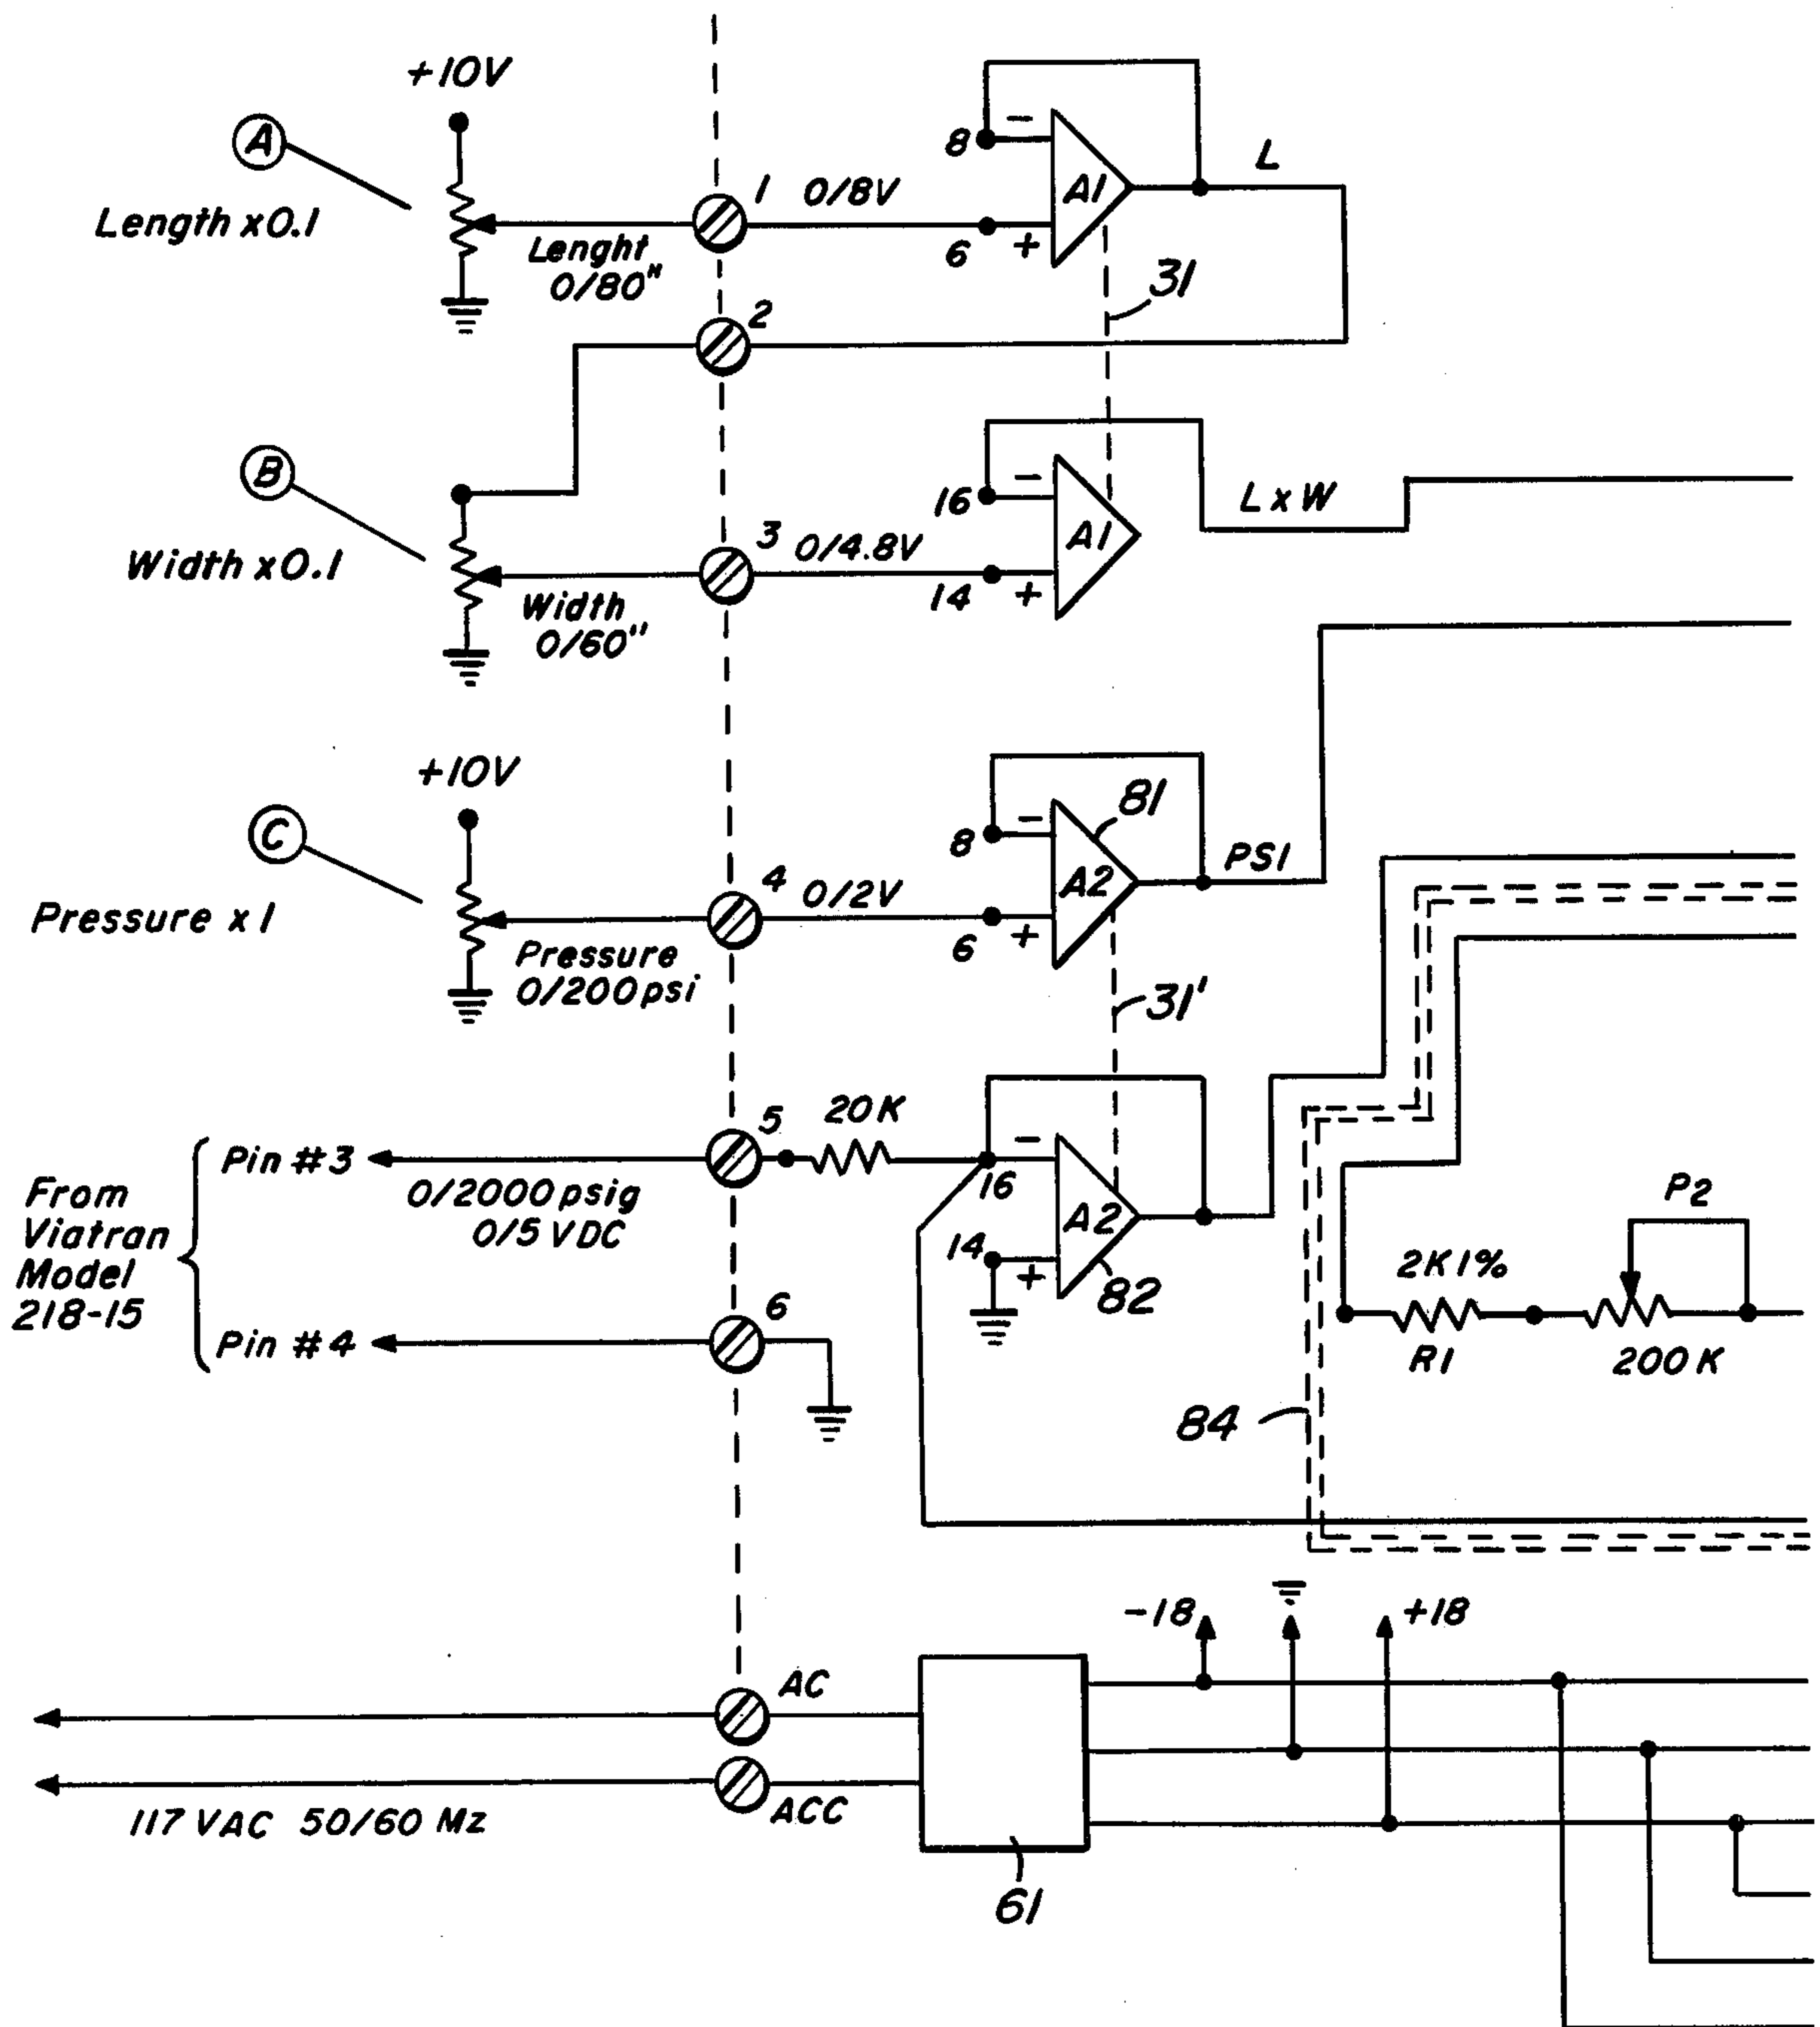 +10V
A
Length x0.1
Lenght
0/80"
1
0/8V
8
-
A1
L
6
+
31
2
B
Width x0.1
Width
0/60"
3
0/4.8V
16
-
A1
LxW
14
+
+10V
C
Pressure x1
Pressure
0/200psi
4
0/2V
8
-
81
A2
PSI
6
+
31'
From
Viatran
Model
218-15
Pin #3
0/2000psig
0/5VDC
5
20K
16
-
A2
14
+
82
Pin #4
6
P2
2K1%
R1
200K
84
-18
+18
AC
ACC
117 VAC 50/60 Mz
61